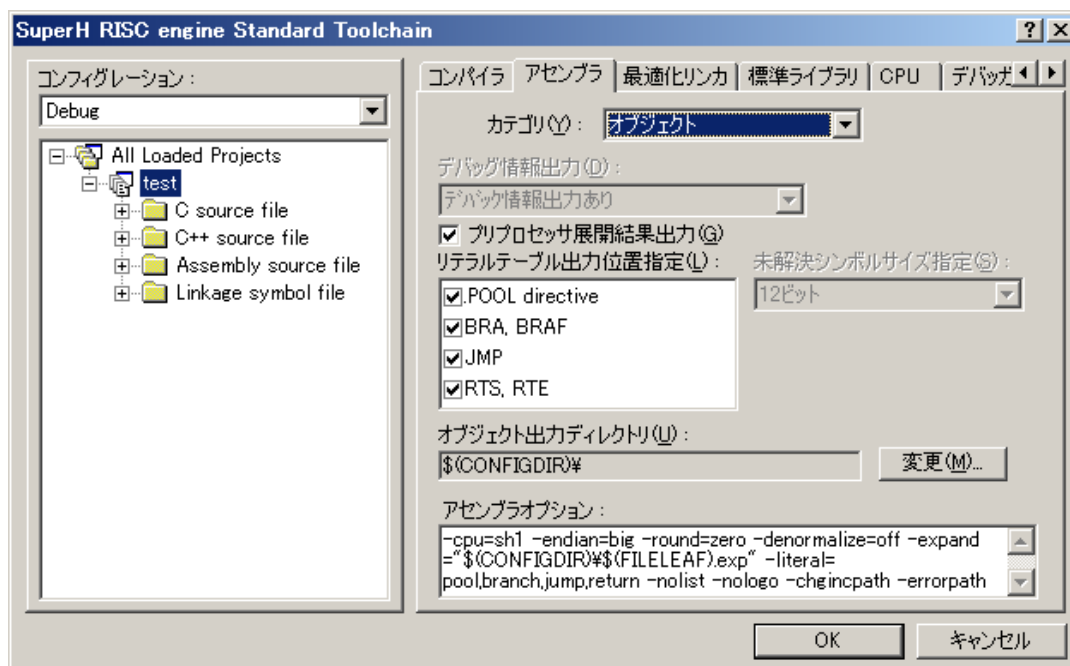 SuperH RISC engine Standard Toolchain
コンフィグレーション :
Debug
All Loaded Projects
test
C source file
C++ source file
Assembly source file
Linkage symbol file
コンパイラ アセンブラ 最適化リンカ 標準ライブラリ CPU デバッガ
カテゴリ(Y) : オブジェクト
デバッグ情報出力(D) :
デバック情報出力あり
プリプロセッサ展開結果出力(G)
リテラルテーブル出力位置指定(L) :
未解決シンボルサイズ指定(S) :
.POOL directive
12ビット
BRA, BRAF
JMP
RTS, RTE
オブジェクト出力ディレクトリ(U) :
$(CONFIGDIR)¥
変更(M)...
アセンブラオプション :
-cpu=sh1 -endian=big -round=zero -denormalize=off -expand
="$(CONFIGDIR)¥$(FILELEAF).exp" -literal=
pool,branch,jump,return -nolist -nologo -chgincpath -errorpath
OK キャンセル